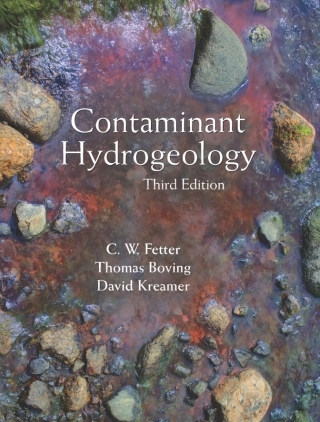 Contaminant
Hydrogeology
Third Edition
C. W. Fetter
Thomas Boving
David Kreamer